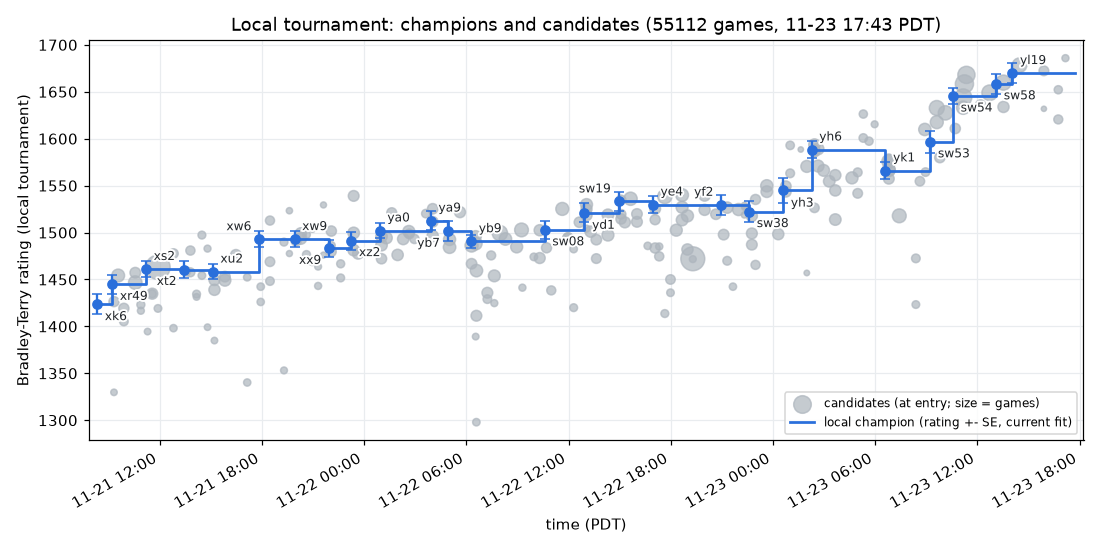 Local tournament: champions and candidates (55112 games, 11-23 17:43 PDT)
Bradley-Terry rating (local tournament)
1700
1650
1600
1550
1500
1450
1400
1350
1300
xk6
xr49
xs2
xt2
xu2
xw6
xw9
xx9
xz2
ya0
ya9
yb7
yb9
sw08
yd1
sw19
ye4
yf2
sw38
yh3
yh6
yk1
sw53
sw54
sw58
yl19
candidates (at entry; size = games)
local champion (rating +- SE, current fit)
11-21 12:00
11-21 18:00
11-22 00:00
11-22 06:00
11-22 12:00
11-22 18:00
11-23 00:00
11-23 06:00
11-23 12:00
11-23 18:00
time (PDT)